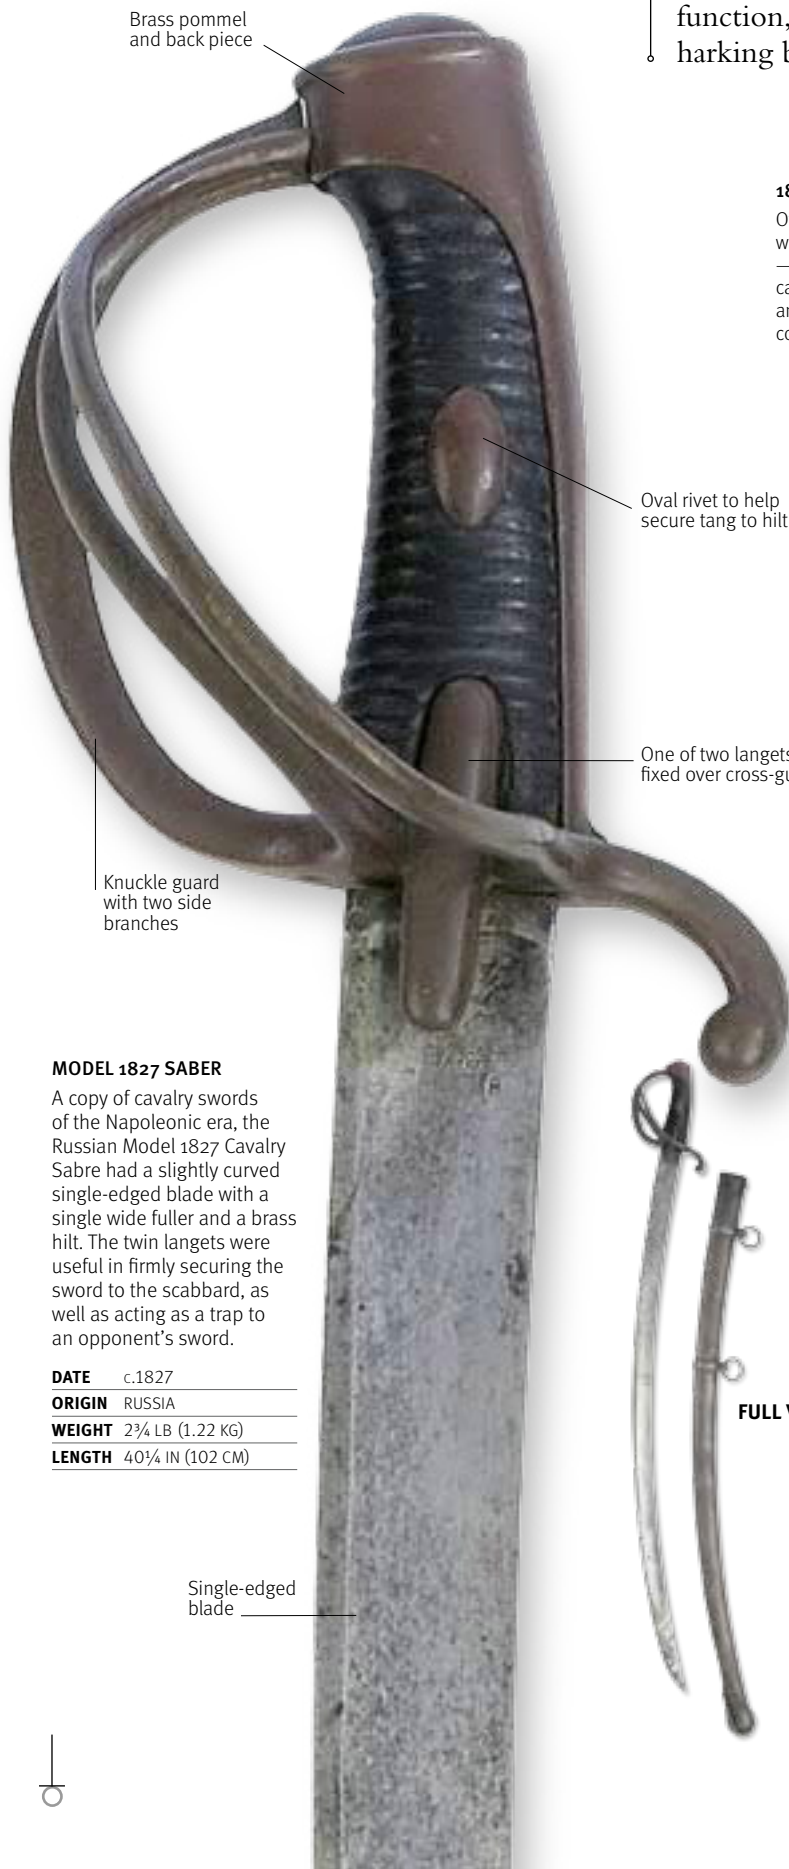 Brass pommel
and back piece
function,
harking b
18
O
w
—
ca
an
co
Oval rivet to help
secure tang to hilt
One of two langets
fixed over cross-gu
Knuckle guard
with two side
branches
MODEL 1827 SABER
A copy of cavalry swords
of the Napoleonic era, the
Russian Model 1827 Cavalry
Sabre had a slightly curved
single-edged blade with a
single wide fuller and a brass
hilt. The twin langets were
useful in firmly securing the
sword to the scabbard, as
well as acting as a trap to
an opponent's sword.
DATE c.1827
ORIGIN RUSSIA
WEIGHT 2¾ LB (1.22 KG)
LENGTH 40¼ IN (102 CM)
FULL V
Single-edged
blade